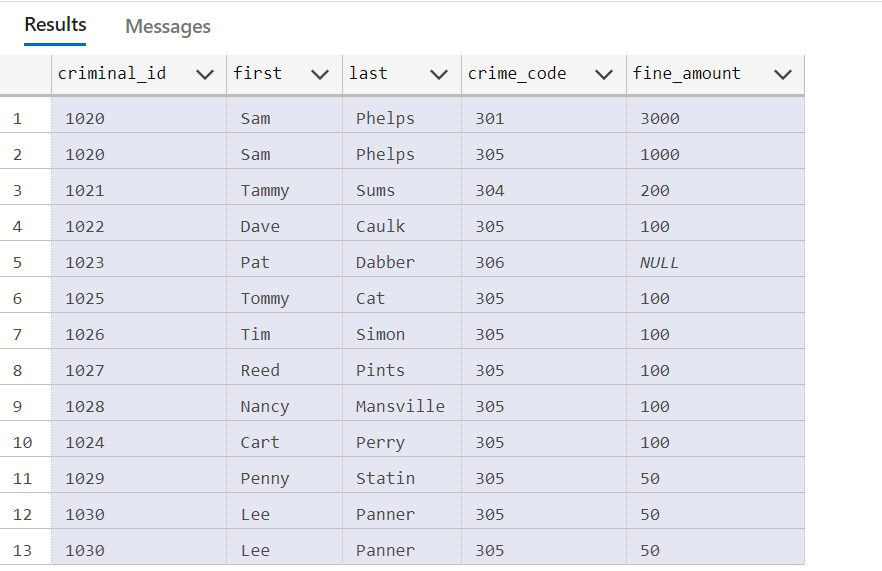 Results Messages
criminal_id first last crime_code fine_amount
1 1020 Sam Phelps 301 3000
2 1020 Sam Phelps 305 1000
3 1021 Tammy Sums 304 200
4 1022 Dave Caulk 305 100
5 1023 Pat Dabber 306 NULL
6 1025 Tommy Cat 305 100
7 1026 Tim Simon 305 100
8 1027 Reed Pints 305 100
9 1028 Nancy Mansville 305 100
10 1024 Cart Perry 305 100
11 1029 Penny Statin 305 50
12 1030 Lee Panner 305 50
13 1030 Lee Panner 305 50